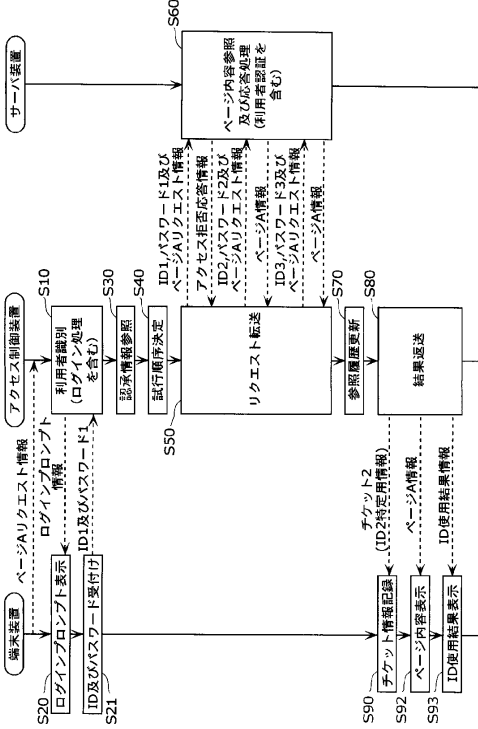 端末装置
アクセス制御装置
サーバ装置
ページAリクエスト情報
S10
利用者識別
(ログイン処理
を含む)
ログインプロンプト
情報
S20
ログインプロンプト表示
ID1及びパスワード1
S21
ID及びパスワード受付け
S30
認承情報参照
S40
試行順序決定
S50
リクエスト転送
S60
ページ内容参照
及び応答処理
(利用者認証を
含む)
ID1,パスワード1及び
ページAリクエスト情報
アクセス拒否応答情報
ID2,パスワード2及び
ページAリクエスト情報
ページA情報
ID3,パスワード3及び
ページAリクエスト情報
ページA情報
S70
参照履歴更新
S80
結果返送
チケット2
(ID2特定用情報)
S90
チケット情報記録
ページA情報
S92
ページ内容表示
ID使用結果情報
S93
ID使用結果表示